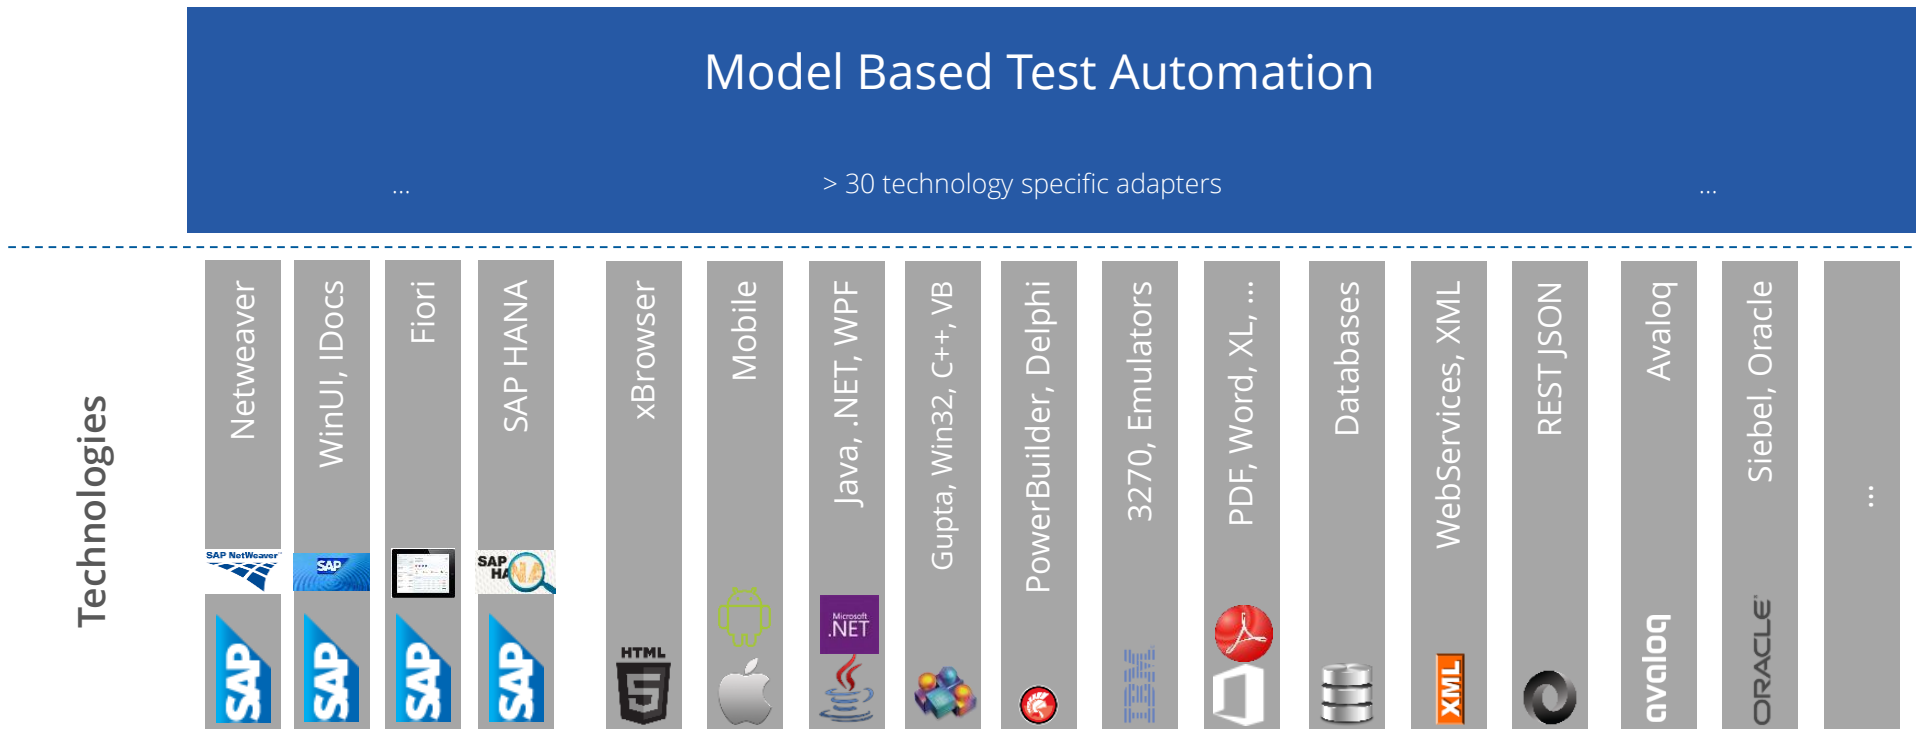 Model Based Test Automation
...
> 30 technology specific adapters
...
Technologies
Netweaver
SAP NetWeaver
SAP
WinUI, IDocs
SAP
SAP
Fiori
SAP
SAP HANA
SAP
HANA
SAP
xBrowser
HTML
5
Mobile
Java, .NET, WPF
Microsoft
.NET
Gupta, Win32, C++, VB
PowerBuilder, Delphi
3270, Emulators
IBM
PDF, Word, XL, ...
Databases
WebServices, XML
XML
REST JSON
Avaloq
avaloq
Siebel, Oracle
ORACLE
...